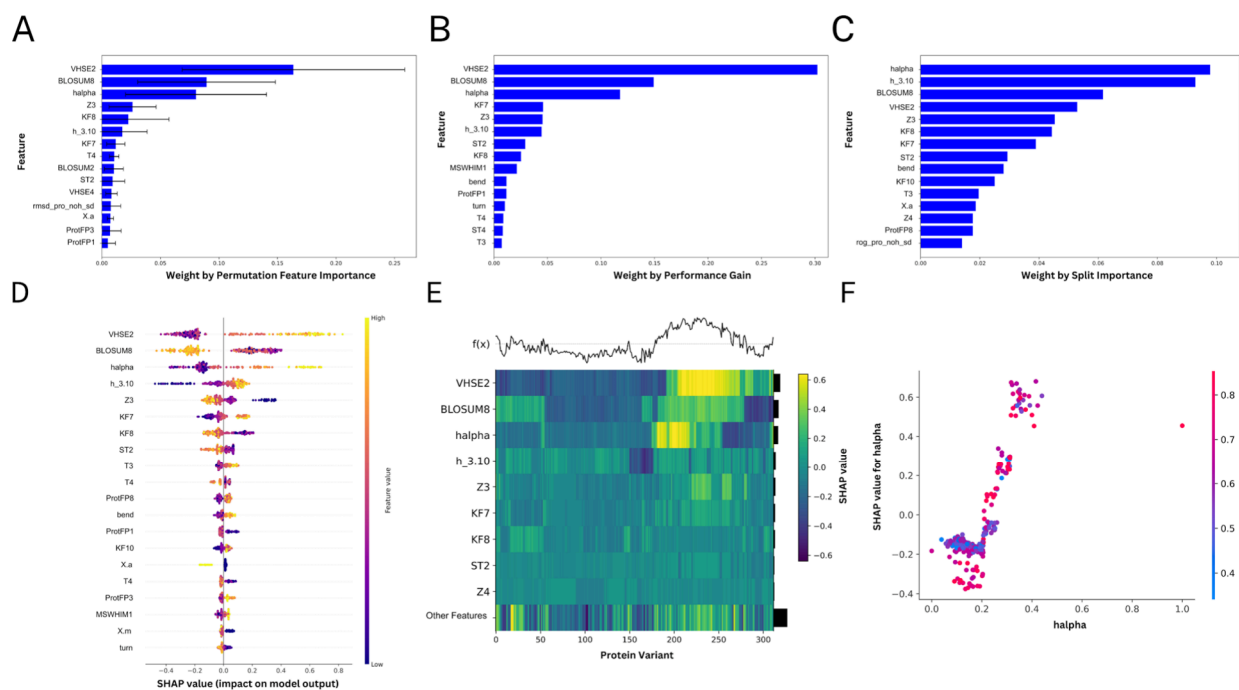 A
B
C
Feature
VHSE2
BLOSUM8
halpha
Z3
KF8
h_3.10
KF7
T4
BLOSUM2
ST2
VHSE4
rmsd_pro_noh_sd
X.a
ProtFP3
ProtFP1
0.00 0.05 0.10 0.15 0.20 0.25
Weight by Permutation Feature Importance
Feature
VHSE2
BLOSUM8
halpha
KF7
Z3
h_3.10
ST2
KF8
MSWHIM1
bend
ProtFP1
turn
T4
ST4
T3
0.00 0.05 0.10 0.15 0.20 0.25 0.30
Weight by Performance Gain
Feature
halpha
h_3.10
BLOSUM8
VHSE2
Z3
KF8
KF7
ST2
bend
KF10
T3
X.a
Z4
ProtFP8
rog_pro_noh_sd
0.00 0.02 0.04 0.06 0.08 0.10
Weight by Split Importance
D
E
F
VHSE2
BLOSUM8
halpha
h_3.10
Z3
KF7
KF8
ST2
T3
T4
ProtFP8
bend
ProtFP1
KF10
X.a
T4
ProtFP3
MSWHIM1
X.m
turn
−0.4 −0.2 0.0 0.2 0.4 0.6 0.8
SHAP value (impact on model output)
High
Feature value
Low
f(x)
VHSE2
BLOSUM8
halpha
h_3.10
Z3
KF7
KF8
ST2
Z4
Other Features
0 50 100 150 200 250 300
Protein Variant
0.6
0.4
0.2
0.0
−0.2
−0.4
−0.6
SHAP value
SHAP value for halpha
0.6
0.4
0.2
0.0
−0.2
−0.4
0.0 0.2 0.4 0.6 0.8 1.0
halpha
0.8
0.7
0.6
0.5
0.4